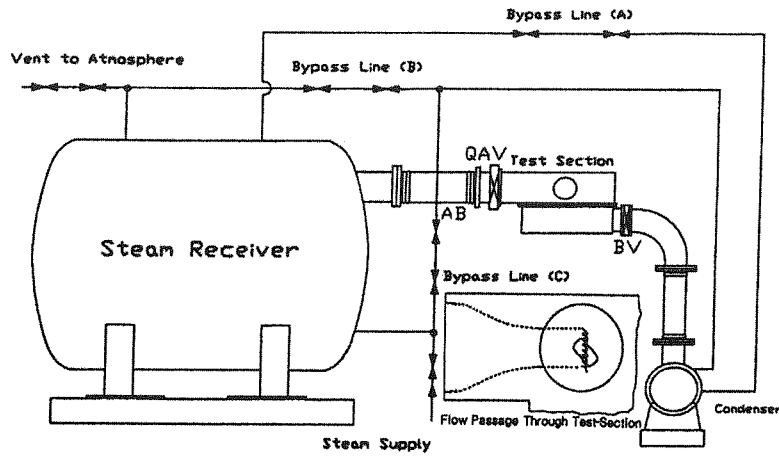 Bypass Line (A)
Vent to Atmosphere
Bypass Line (B)
QAV
Test Section
AB
BV
Steam Receiver
Bypass Line (C)
Condenser
Flow Passage Through Test-Section
Steam Supply